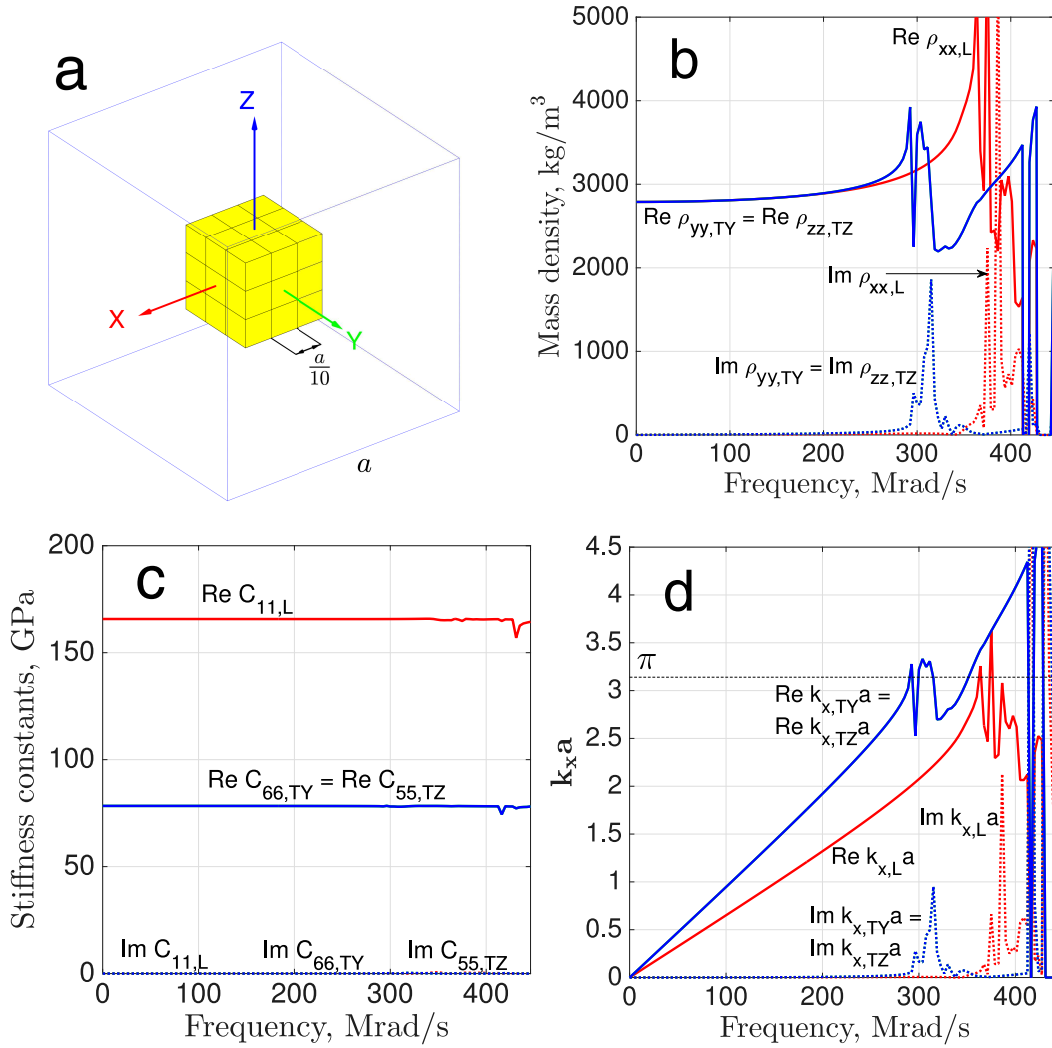 a
Z
X
Y
a
10
a
b
Mass density, kg/m³
5000
4000
3000
2000
1000
0
Re ρxx,L
Re ρyy,TY = Re ρzz,TZ
Im ρxx,L
Im ρyy,TY = Im ρzz,TZ
0 100 200 300 400
Frequency, Mrad/s
c
Stiffness constants, GPa
200
150
100
50
0
Re C11,L
Re C66,TY = Re C55,TZ
Im C11,L Im C66,TY Im C55,TZ
0 100 200 300 400
Frequency, Mrad/s
d
kxa
4.5
4
3.5
3
2.5
2
1.5
1
0.5
0
π
Re kx,TYa =
Re kx,TZa
Im kx,La
Re kx,La
Im kx,TYa =
Im kx,TZa
0 100 200 300 400
Frequency, Mrad/s